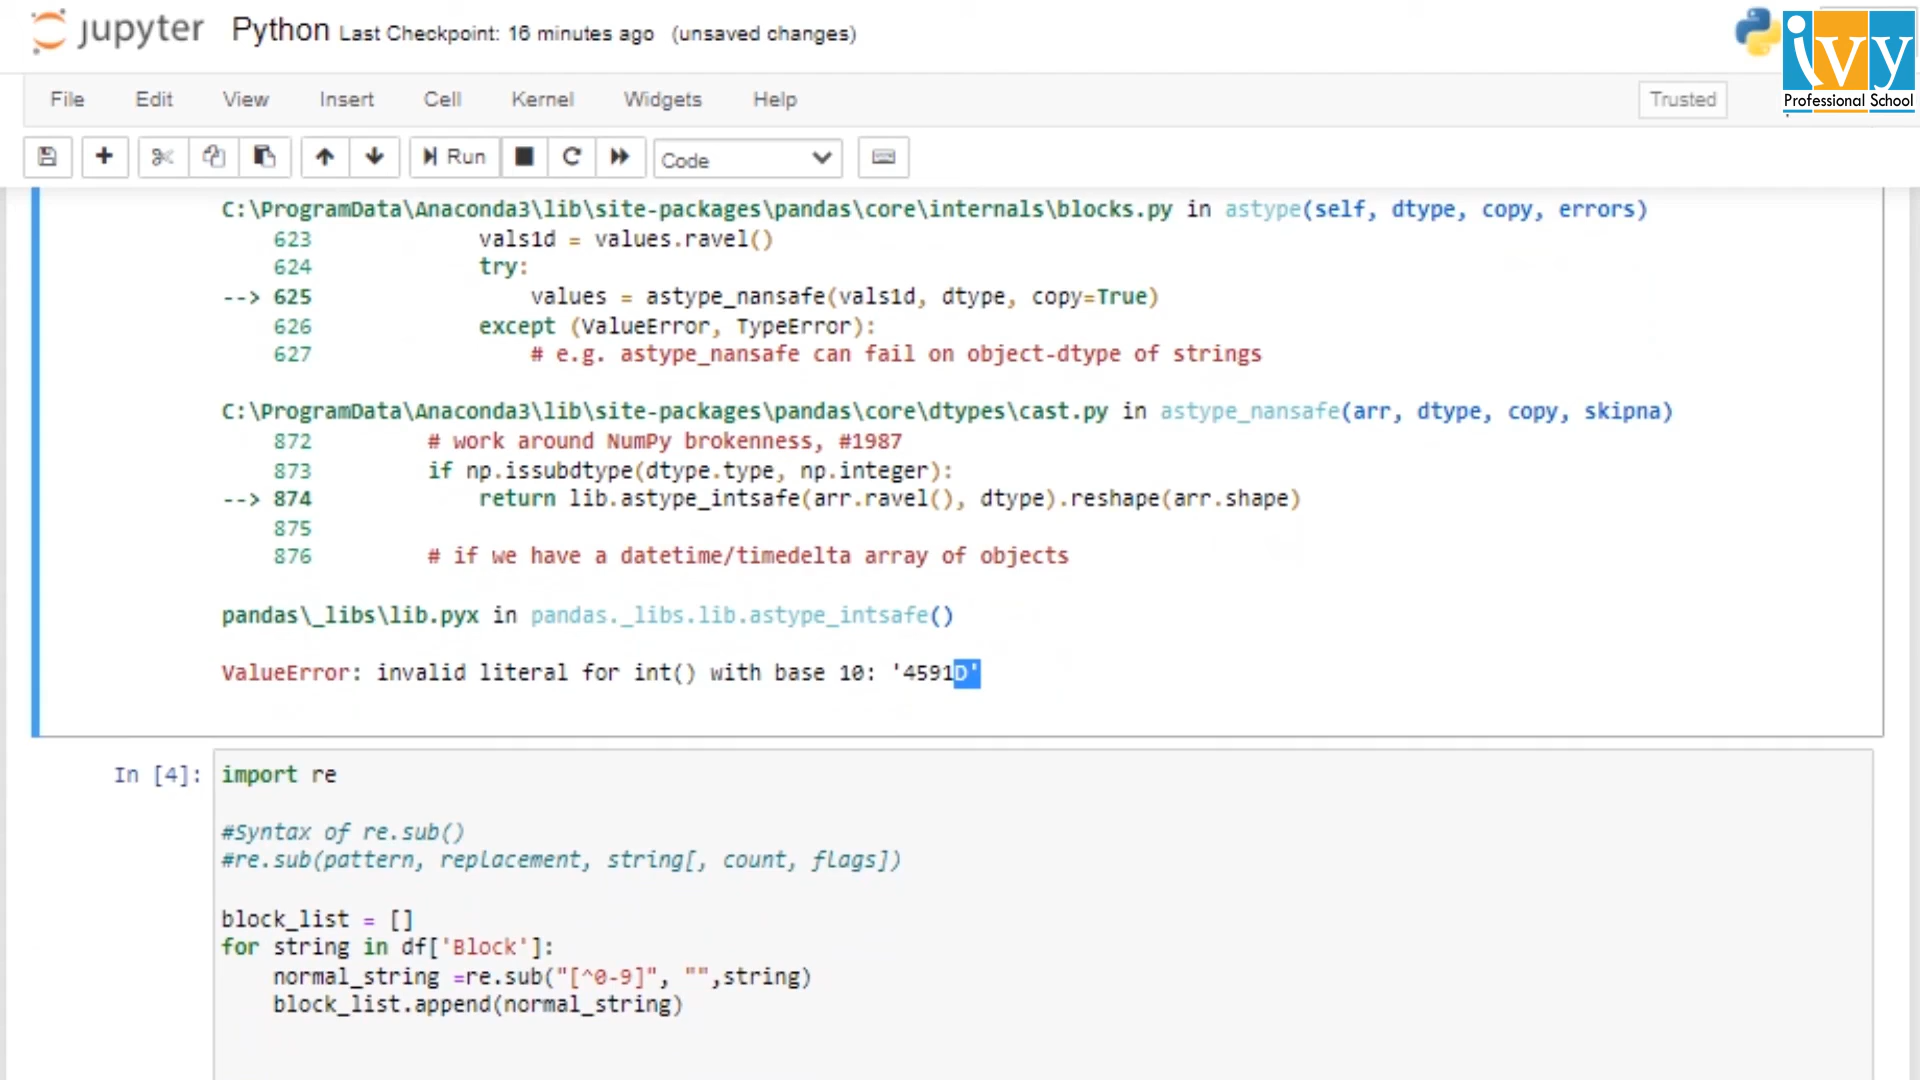 jupyter Python Last Checkpoint: 16 minutes ago (unsaved changes)
ivy
Professional School
File Edit View Insert Cell Kernel Widgets Help Trusted
Run Code
C:\ProgramData\Anaconda3\lib\site-packages\pandas\core\internals\blocks.py in astype(self, dtype, copy, errors)
623 vals1d = values.ravel()
624 try:
--> 625 values = astype_nansafe(vals1d, dtype, copy=True)
626 except (ValueError, TypeError):
627 # e.g. astype_nansafe can fail on object-dtype of strings
C:\ProgramData\Anaconda3\lib\site-packages\pandas\core\dtypes\cast.py in astype_nansafe(arr, dtype, copy, skipna)
872 # work around NumPy brokenness, #1987
873 if np.issubdtype(dtype.type, np.integer):
--> 874 return lib.astype_intsafe(arr.ravel(), dtype).reshape(arr.shape)
875
876 # if we have a datetime/timedelta array of objects
pandas\_libs\lib.pyx in pandas._libs.lib.astype_intsafe()
ValueError: invalid literal for int() with base 10: '4591D'
In [4]: import re
#Syntax of re.sub()
#re.sub(pattern, replacement, string[, count, flags])
block_list = []
for string in df['Block']:
normal_string =re.sub("[^0-9]", "",string)
block_list.append(normal_string)